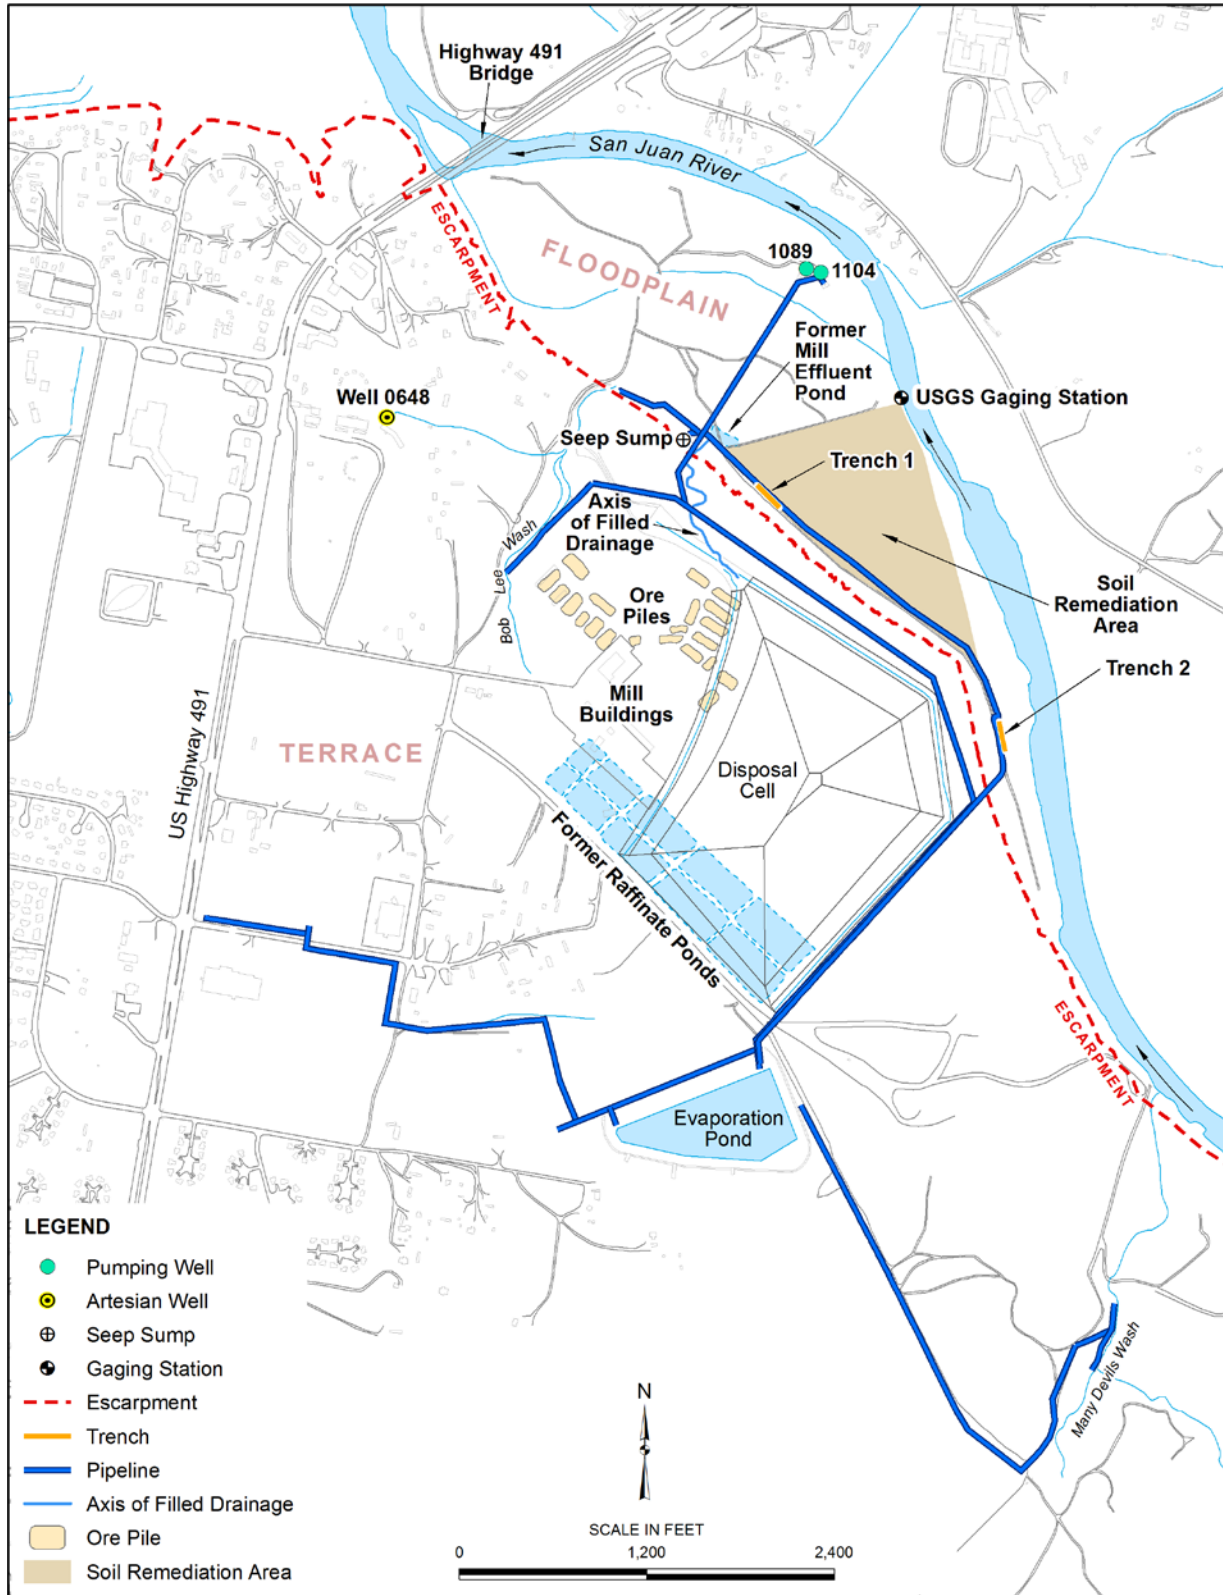 Highway 491
Bridge
San Juan River
ESCARPMENT
FLOODPLAIN
1089
1104
Former
Mill
Effluent
Pond
USGS Gaging Station
Well 0648
Seep Sump
Trench 1
Axis
of Filled
Drainage
Bob Lee Wash
Ore
Piles
Soil
Remediation
Area
Trench 2
Mill
Buildings
US Highway 491
TERRACE
Disposal
Cell
Former Raffinate Ponds
ESCARPMENT
Evaporation
Pond
Many Devils Wash
LEGEND
Pumping Well
Artesian Well
Seep Sump
Gaging Station
Escarpment
Trench
Pipeline
Axis of Filled Drainage
Ore Pile
Soil Remediation Area
N
SCALE IN FEET
0 1,200 2,400